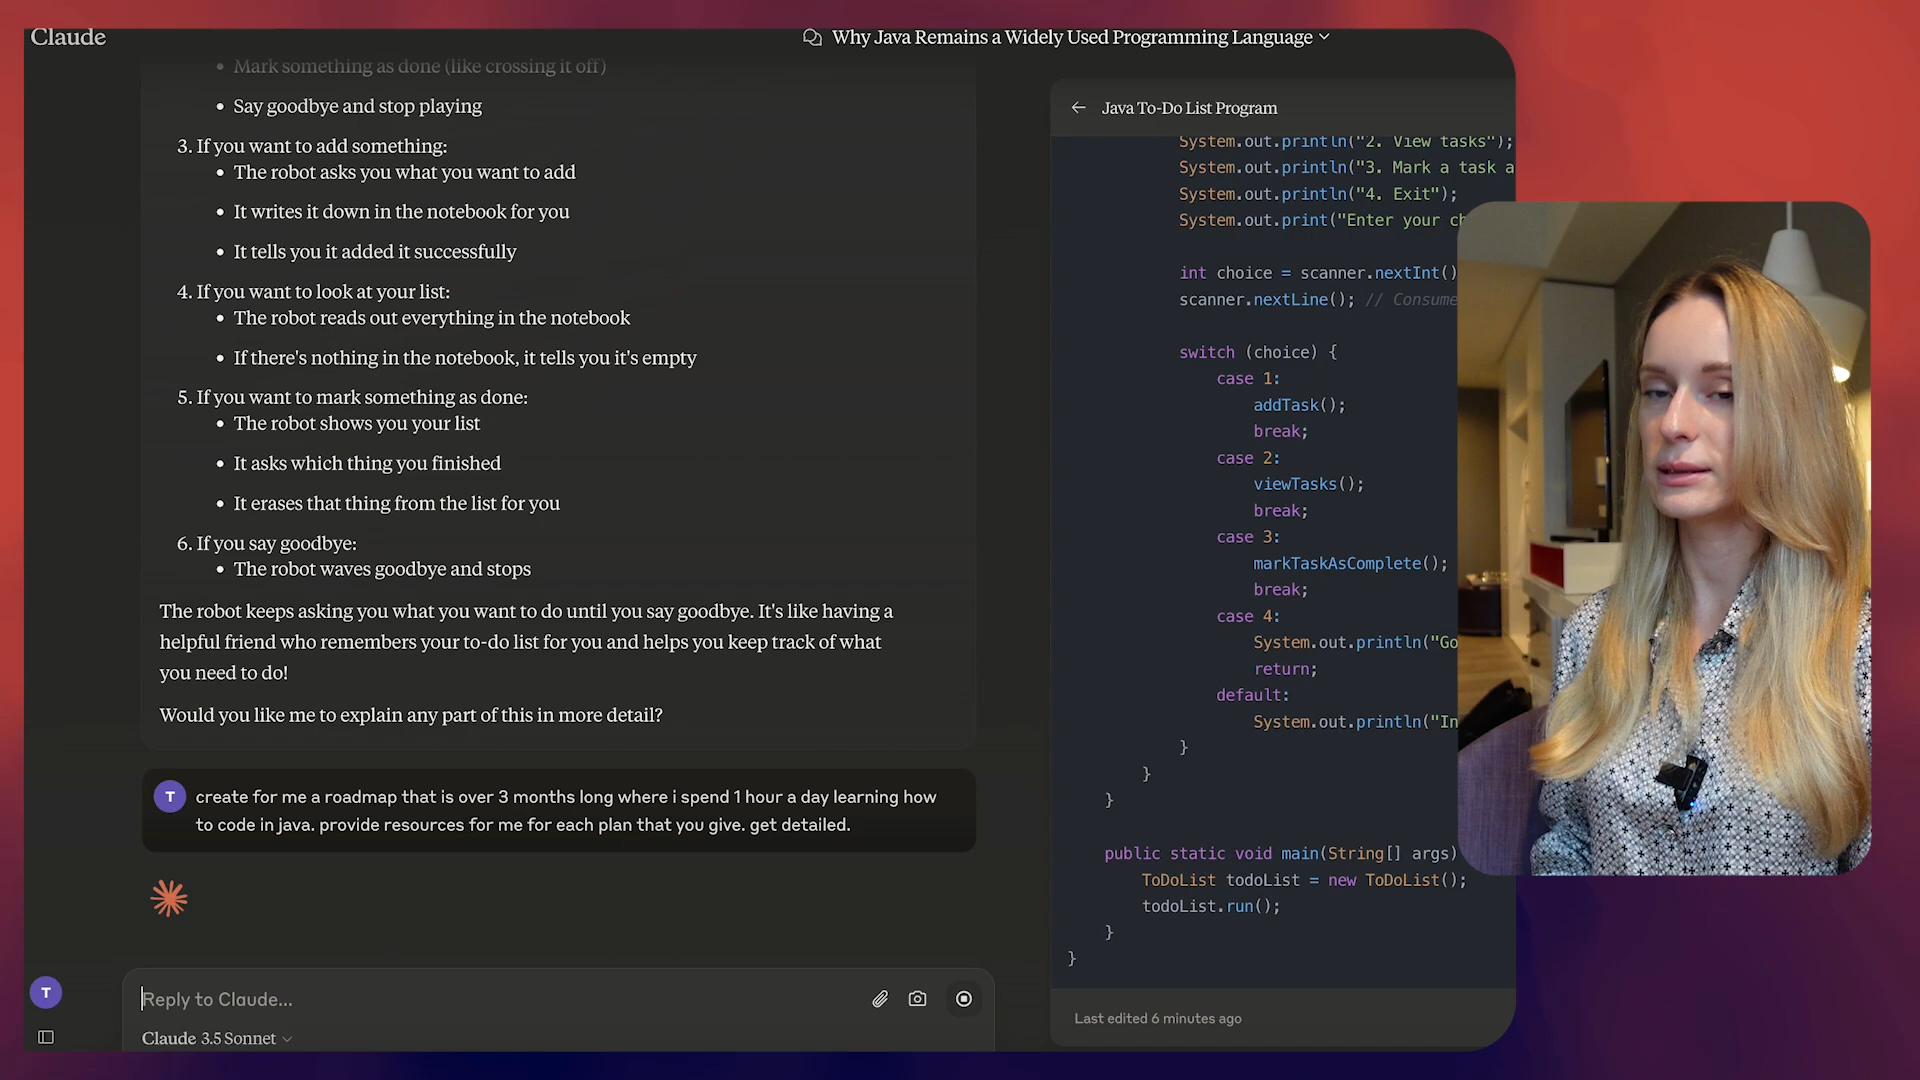 Claude
Why Java Remains a Widely Used Programming Language
• Mark something as done (like crossing it off)
• Say goodbye and stop playing
3. If you want to add something:
• The robot asks you what you want to add
• It writes it down in the notebook for you
• It tells you it added it successfully
4. If you want to look at your list:
• The robot reads out everything in the notebook
• If there's nothing in the notebook, it tells you it's empty
5. If you want to mark something as done:
• The robot shows you your list
• It asks which thing you finished
• It erases that thing from the list for you
6. If you say goodbye:
• The robot waves goodbye and stops
The robot keeps asking you what you want to do until you say goodbye. It's like having a
helpful friend who remembers your to-do list for you and helps you keep track of what
you need to do!
Would you like me to explain any part of this in more detail?
T
create for me a roadmap that is over 3 months long where i spend 1 hour a day learning how
to code in java. provide resources for me for each plan that you give. get detailed.
T
Reply to Claude...
Claude 3.5 Sonnet
Java To-Do List Program
System.out.println("2. View tasks");
System.out.println("3. Mark a task a
System.out.println("4. Exit");
System.out.print("Enter your ch
int choice = scanner.nextInt()
scanner.nextLine(); // Consume
switch (choice) {
case 1:
addTask();
break;
case 2:
viewTasks();
break;
case 3:
markTaskAsComplete();
break;
case 4:
System.out.println("Go
return;
default:
System.out.println("In
}
}
}
public static void main(String[] args)
ToDoList todoList = new ToDoList();
todoList.run();
}
}
Last edited 6 minutes ago